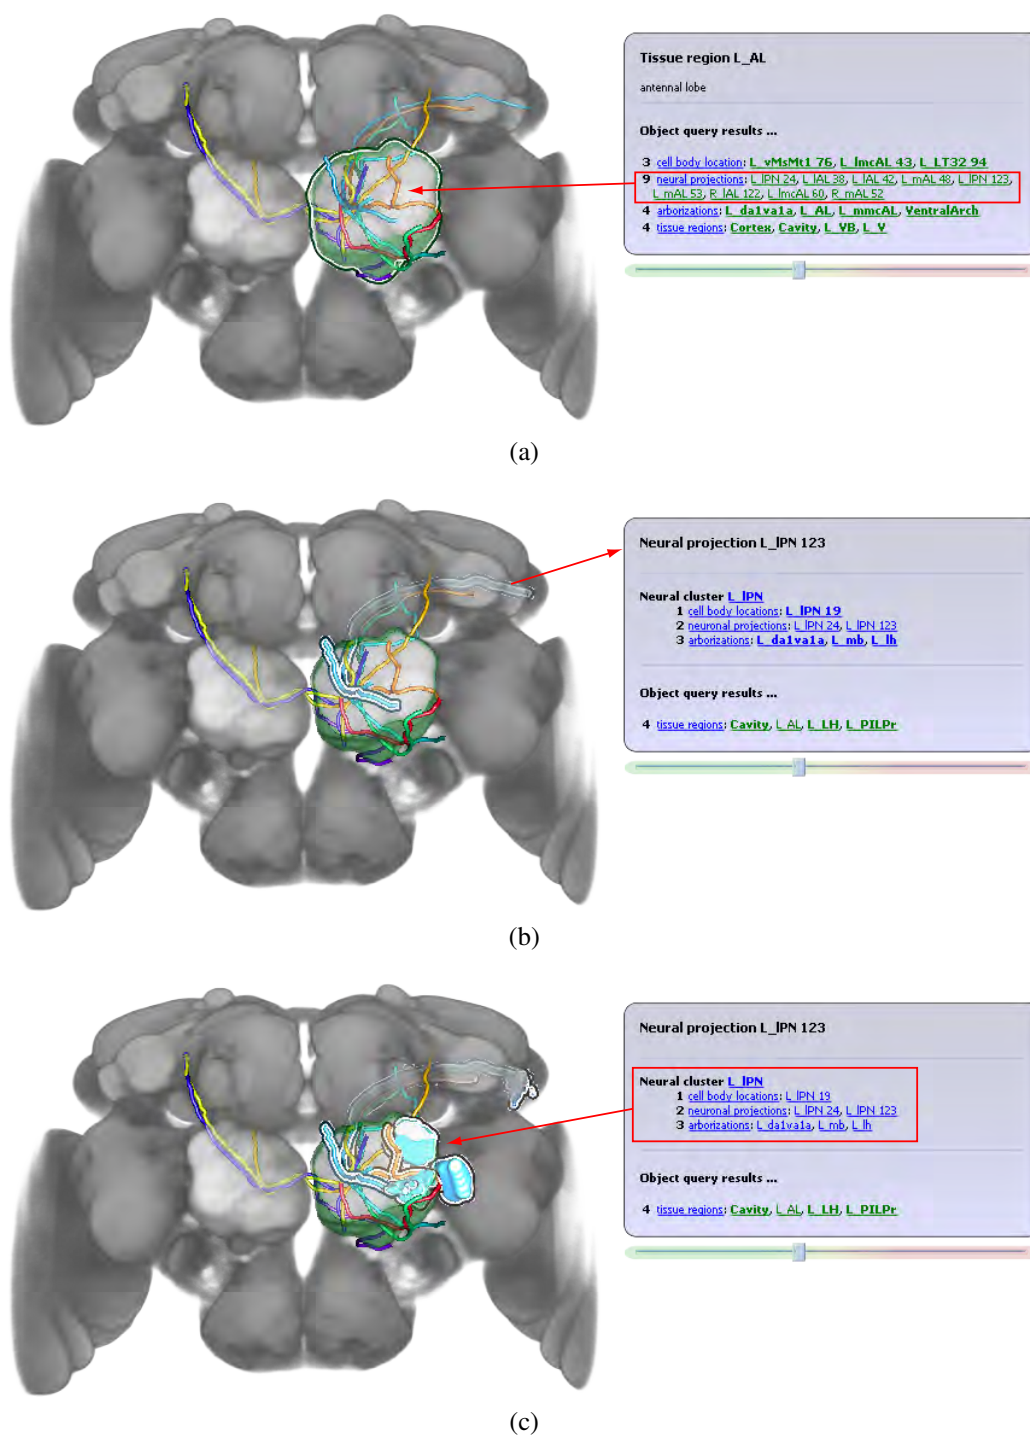 Tissue region L_AL
antennal lobe
Object query results ...
3 cell body location: L_vMsMt1 76, L_lmcAL 43, L_LT32 94
9 neural projections: L_lPN 24, L_lAL 38, L_lAL 42, L_mAL 48, L_lPN 123,
L_mAL 53, R_lAL 122, L_lmcAL 60, R_mAL 52
4 arborizations: L_da1va1a, L_AL, L_mmcAL, VentralArch
4 tissue regions: Cortex, Cavity, L_VB, L_V
(a)
Neural projection L_lPN 123
Neural cluster L_lPN
1 cell body locations: L_lPN 19
2 neuronal projections: L_lPN 24, L_lPN 123
3 arborizations: L_da1va1a, L_mb, L_lh
Object query results ...
4 tissue regions: Cavity, L_AL, L_LH, L_PILPr
(b)
Neural projection L_lPN 123
Neural cluster L_lPN
1 cell body locations: L_lPN 19
2 neuronal projections: L_lPN 24, L_lPN 123
3 arborizations: L_da1va1a, L_mb, L_lh
Object query results ...
4 tissue regions: Cavity, L_AL, L_LH, L_PILPr
(c)